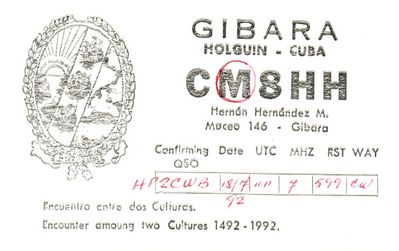 GIBARA
HOLGUIN - CUBA
CM8HH
Hernán Hernández M.
Maceo 146 - Gibara
Confirming Date UTC MHZ RST WAY
QSO
HP2CWB 18/7 1111 7 599 CW
92
Encuentro entre dos Culturas.
Encounter amoung two Cultures 1492-1992.